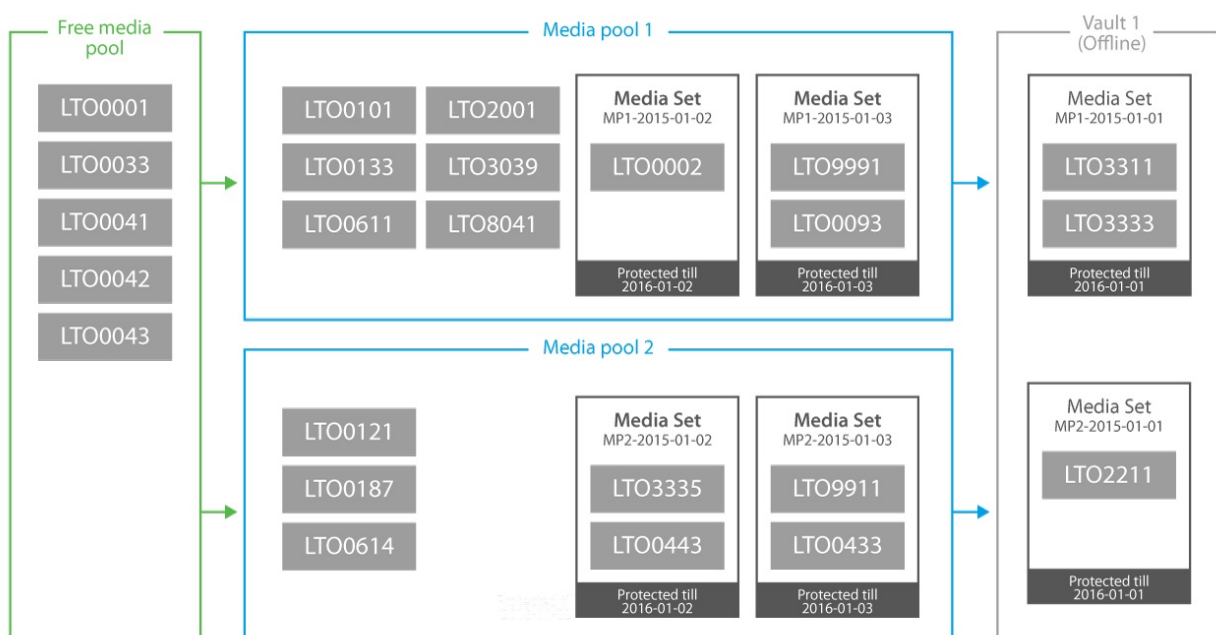 Free media
pool
LTO0001
LTO0033
LTO0041
LTO0042
LTO0043
Media pool 1
LTO0101
LTO2001
LTO0133
LTO3039
LTO0611
LTO8041
Media Set
MP1-2015-01-02
LTO0002
Protected till
2016-01-02
Media Set
MP1-2015-01-03
LTO9991
LTO0093
Protected till
2016-01-03
Media pool 2
LTO0121
LTO0187
LTO0614
Media Set
MP2-2015-01-02
LTO3335
LTO0443
Protected till
2016-01-02
Media Set
MP2-2015-01-03
LTO9911
LTO0433
Protected till
2016-01-03
Vault 1
(Offline)
Media Set
MP1-2015-01-01
LTO3311
LTO3333
Protected till
2016-01-01
Media Set
MP2-2015-01-01
LTO2211
Protected till
2016-01-01